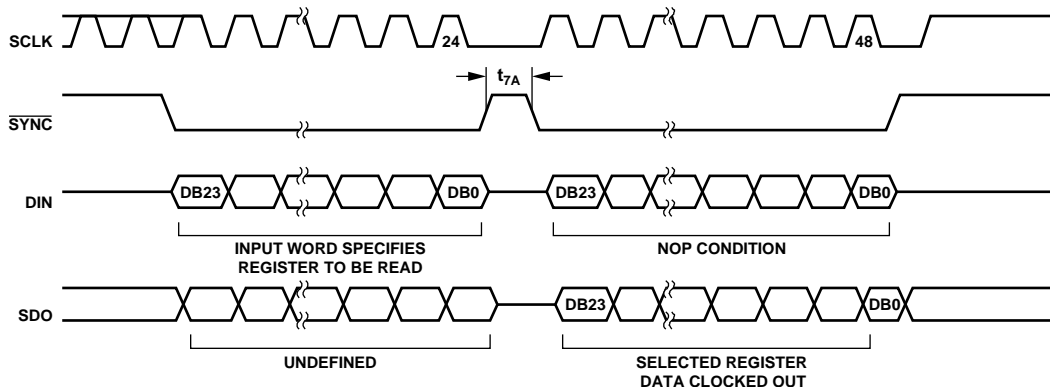 SCLK
24
48
t7A
SYNC
DIN
DB23
DB0
DB23
DB0
INPUT WORD SPECIFIES
REGISTER TO BE READ
NOP CONDITION
SDO
DB23
DB0
UNDEFINED
SELECTED REGISTER
DATA CLOCKED OUT